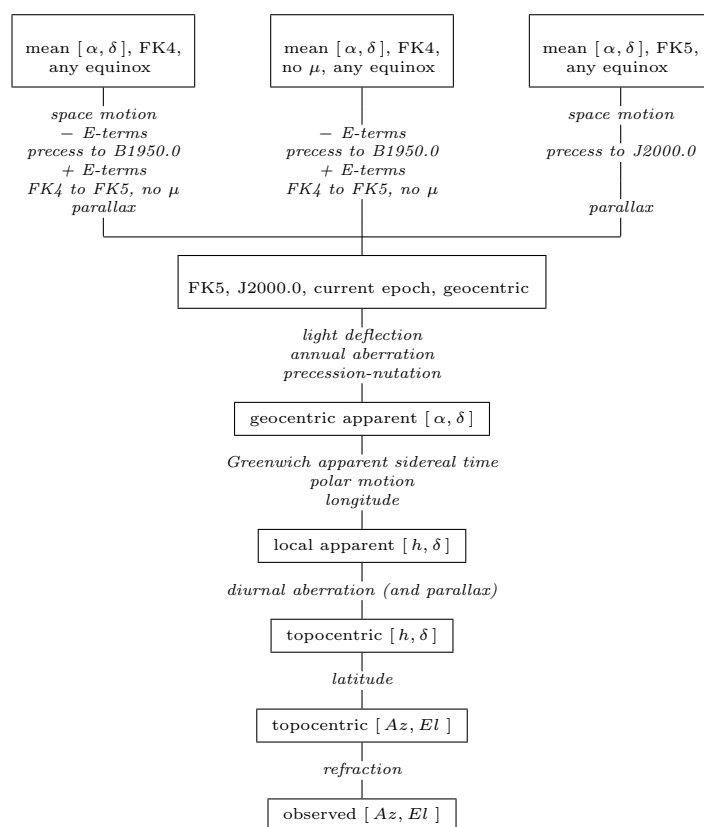 mean [ α, δ ], FK4,
any equinox
mean [ α, δ ], FK4,
no μ, any equinox
mean [ α, δ ], FK5,
any equinox
space motion
− E-terms
precess to B1950.0
+ E-terms
FK4 to FK5, no μ
parallax
− E-terms
precess to B1950.0
+ E-terms
FK4 to FK5, no μ
space motion
precess to J2000.0
parallax
FK5, J2000.0, current epoch, geocentric
light deflection
annual aberration
precession-nutation
geocentric apparent [ α, δ ]
Greenwich apparent sidereal time
polar motion
longitude
local apparent [ h, δ ]
diurnal aberration (and parallax)
topocentric [ h, δ ]
latitude
topocentric [ Az, El ]
refraction
observed [ Az, El ]